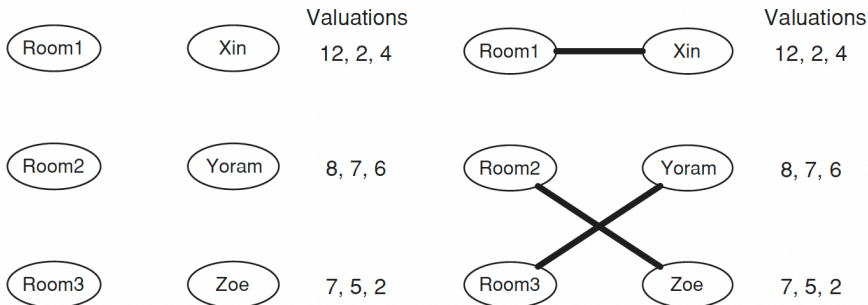 Valuations Valuations
Room1 Xin 12, 2, 4 Room1 Xin 12, 2, 4
Room2 Yoram 8, 7, 6 Room2 Yoram 8, 7, 6
Room3 Zoe 7, 5, 2 Room3 Zoe 7, 5, 2